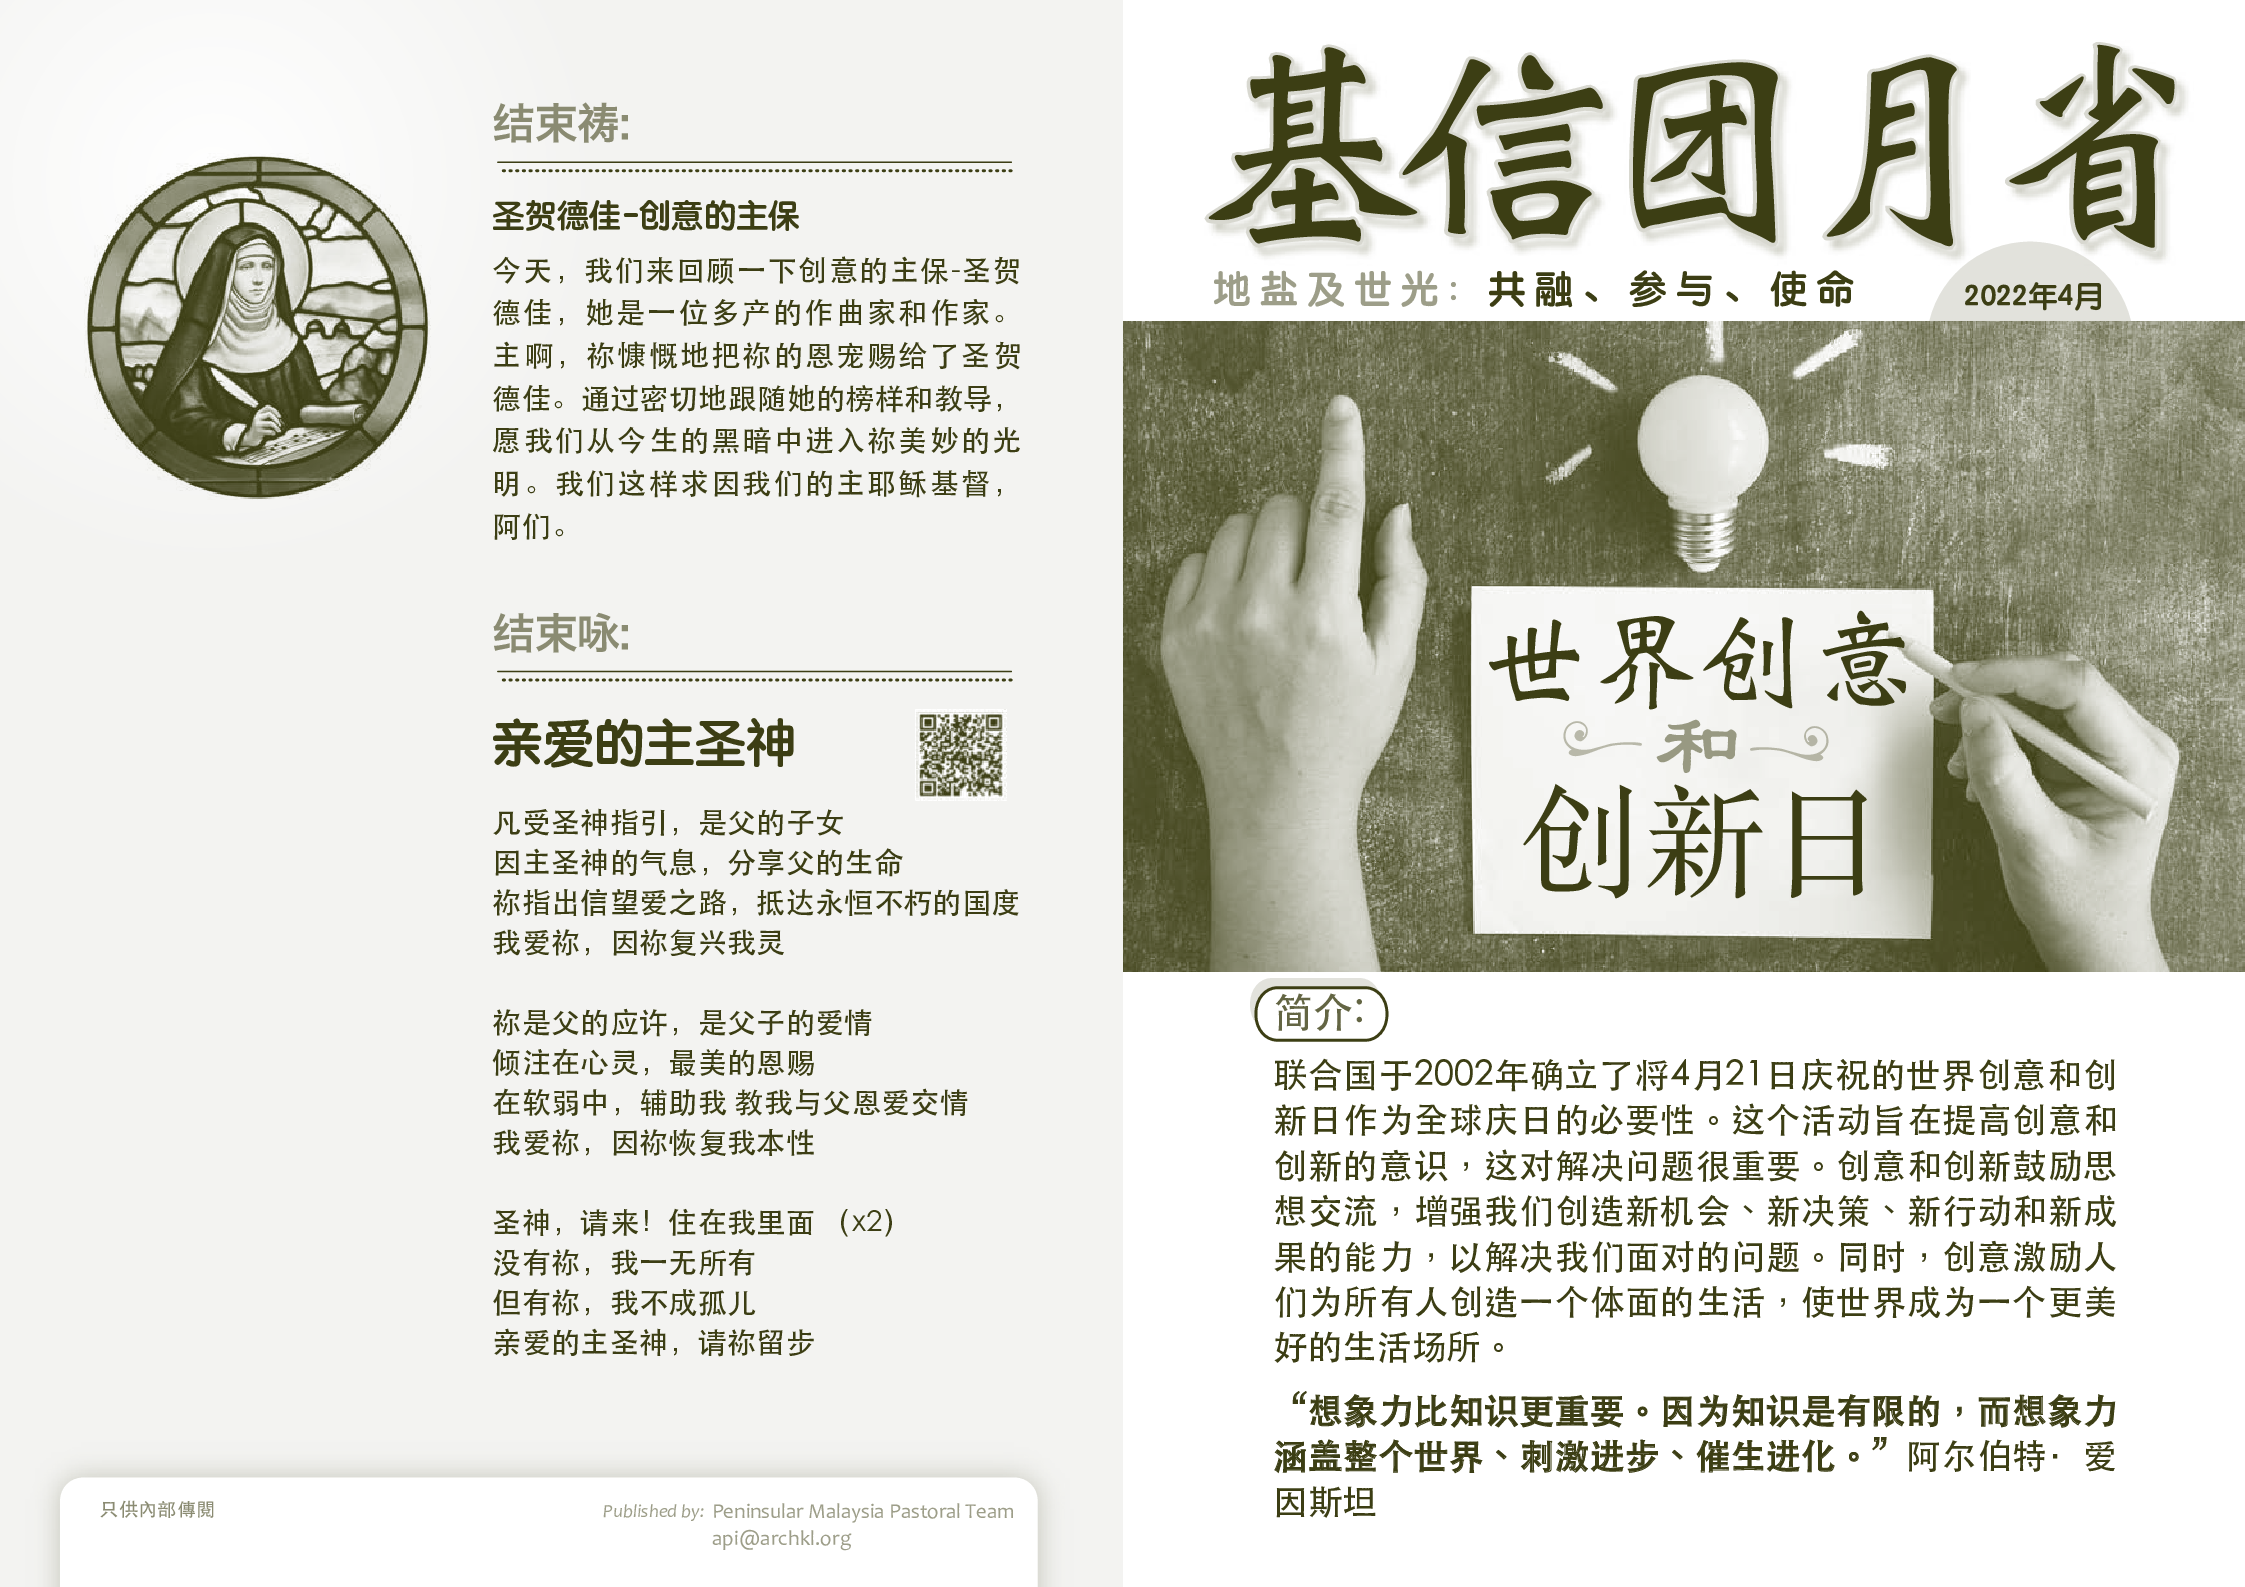 结束祷:
圣贺德佳-创意的主保
今天，我们来回顾一下创意的主保-圣贺
德佳，她是一位多产的作曲家和作家。
主啊，祢慷慨地把祢的恩宠赐给了圣贺
德佳。通过密切地跟随她的榜样和教导，
愿我们从今生的黑暗中进入祢美妙的光
明。我们这样求因我们的主耶稣基督，
阿们。
结束咏:
亲爱的主圣神
凡受圣神指引，是父的子女
因主圣神的气息，分享父的生命
祢指出信望爱之路，抵达永恒不朽的国度
我爱祢，因祢复兴我灵
祢是父的应许，是父子的爱情
倾注在心灵，最美的恩赐
在软弱中，辅助我 教我与父恩爱交情
我爱祢，因祢恢复我本性
圣神，请来！住在我里面 （x2）
没有祢，我一无所有
但有祢，我不成孤儿
亲爱的主圣神，请祢留步
只供內部傳閱
Published by: Peninsular Malaysia Pastoral Team
api@archkl.org
基信团月省
地盐及世光：共融、参与、使命
2022年4月
世界创意
和
创新日
简介：
联合国于2002年确立了将4月21日庆祝的世界创意和创
新日作为全球庆日的必要性。这个活动旨在提高创意和
创新的意识，这对解决问题很重要。创意和创新鼓励思
想交流，增强我们创造新机会、新决策、新行动和新成
果的能力，以解决我们面对的问题。同时，创意激励人
们为所有人创造一个体面的生活，使世界成为一个更美
好的生活场所。
“想象力比知识更重要。因为知识是有限的，而想象力
涵盖整个世界、刺激进步、催生进化。”阿尔伯特· 爱
因斯坦